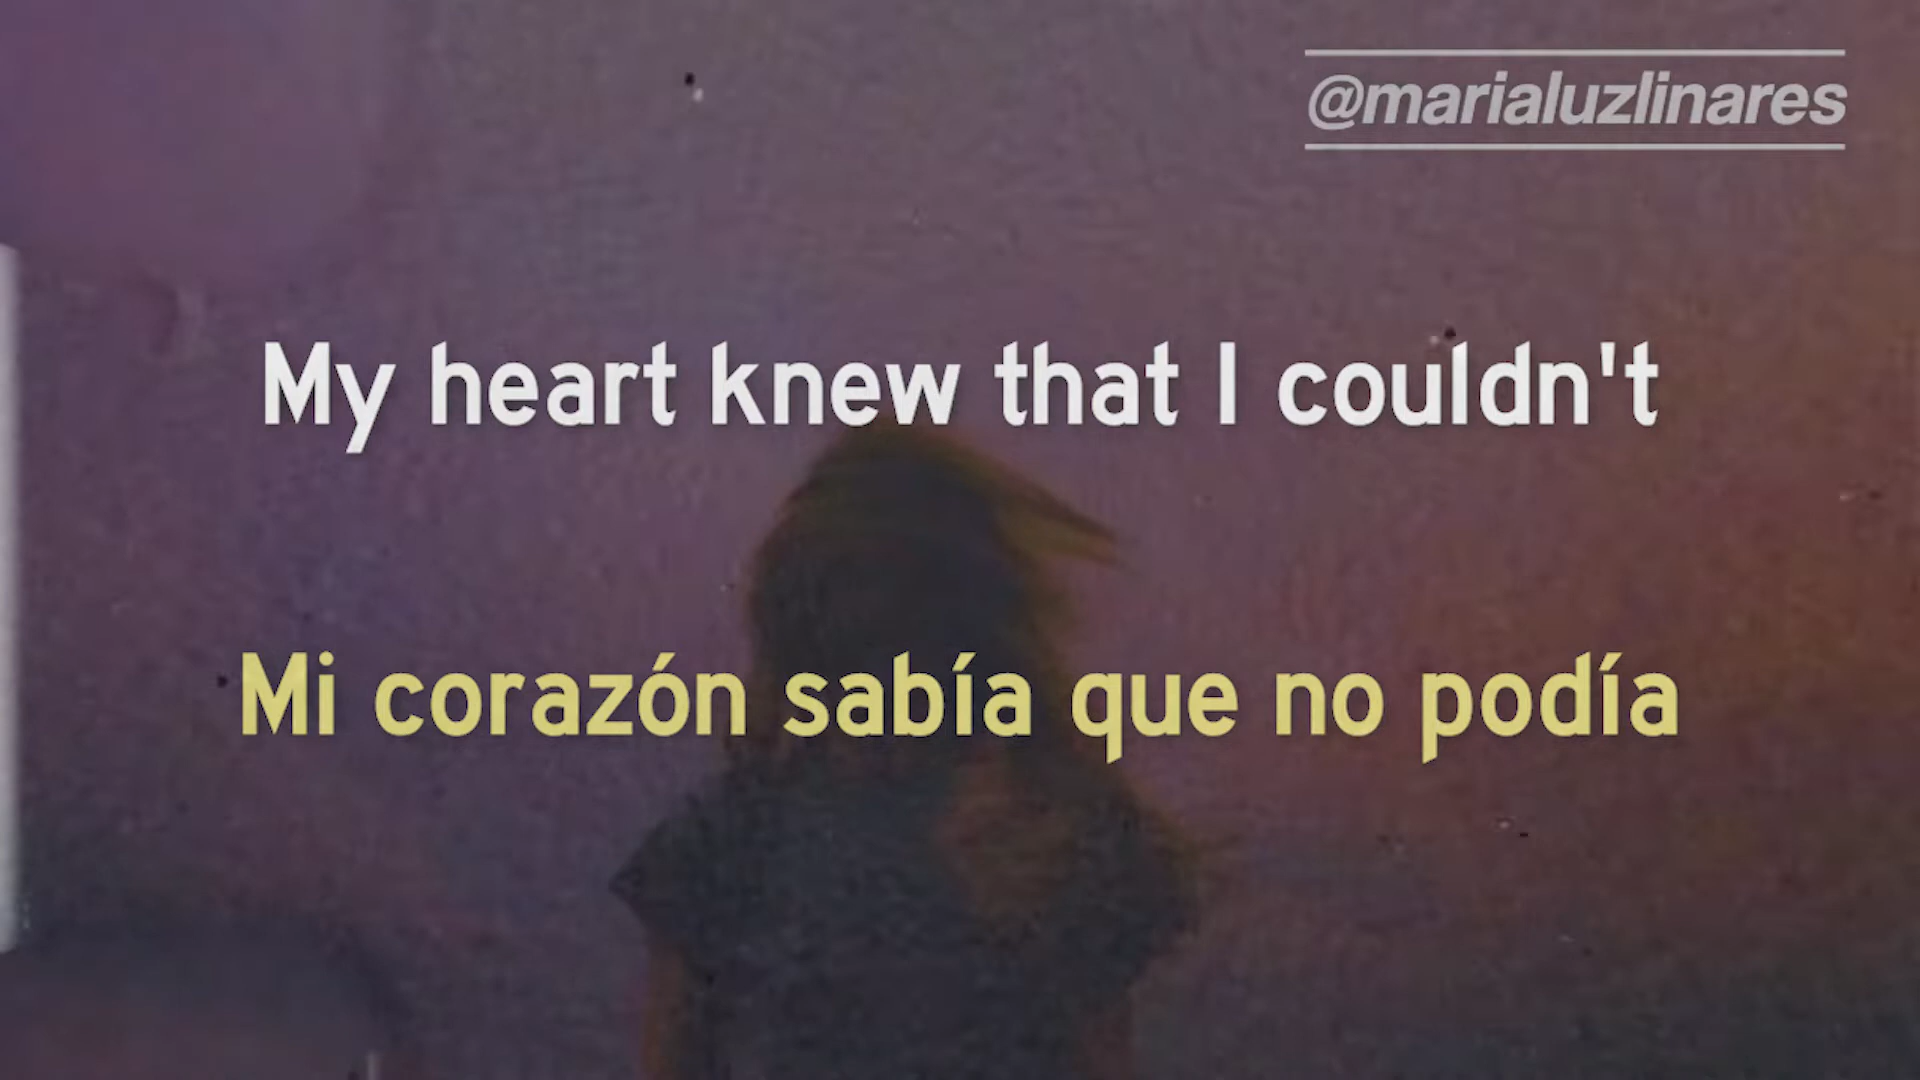 @marialuzlinares
My heart knew that I couldn't
Mi corazón sabía que no podía